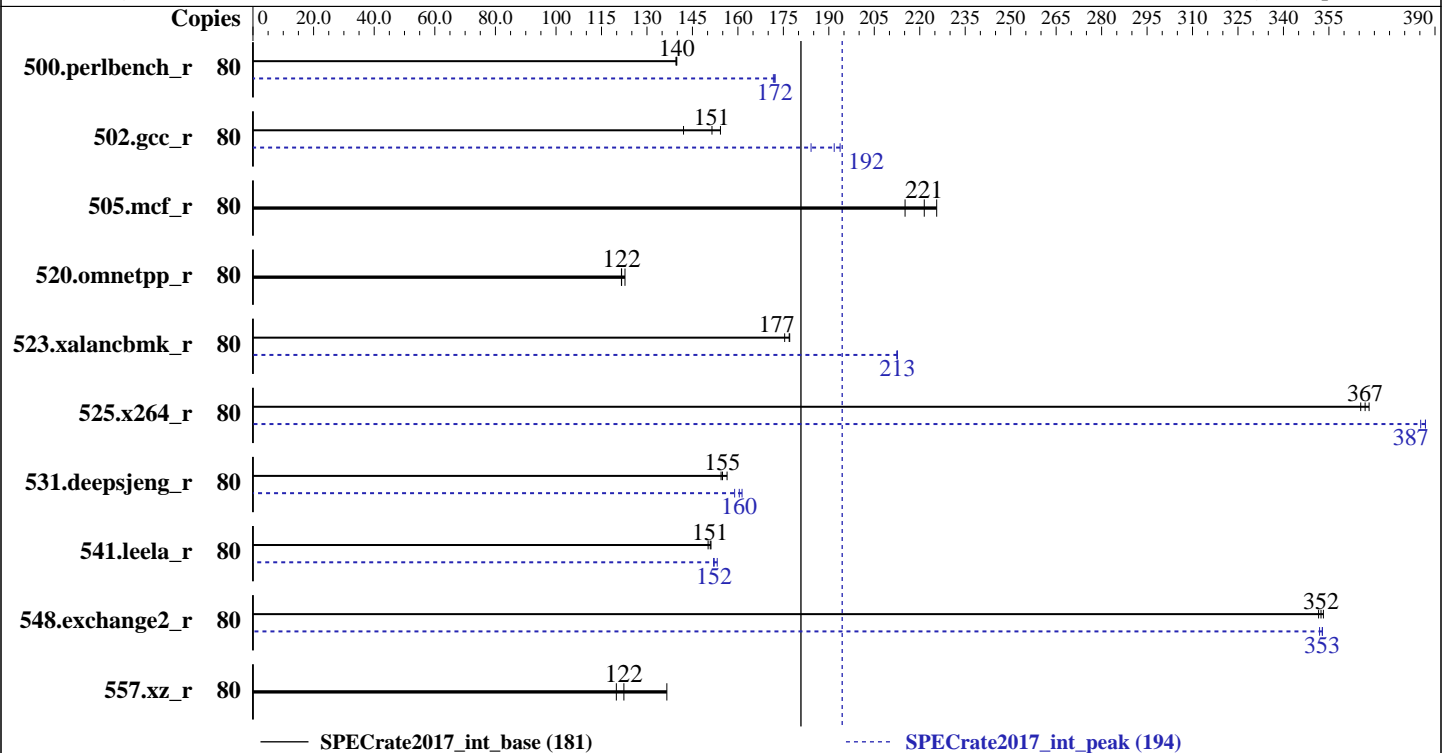 Copies 0 20.0 40.0 60.0 80.0 100 115 130 145 160 175 190 205 220 235 250 265 280 295 310 325 340 355 390
140
500.perlbench_r 80
172
151
502.gcc_r 80
192
221
505.mcf_r 80
122
520.omnetpp_r 80
177
523.xalancbmk_r 80
213
367
525.x264_r 80
387
155
531.deepsjeng_r 80
160
151
541.leela_r 80
152
352
548.exchange2_r 80
353
122
557.xz_r 80
SPECrate2017_int_base (181) SPECrate2017_int_peak (194)